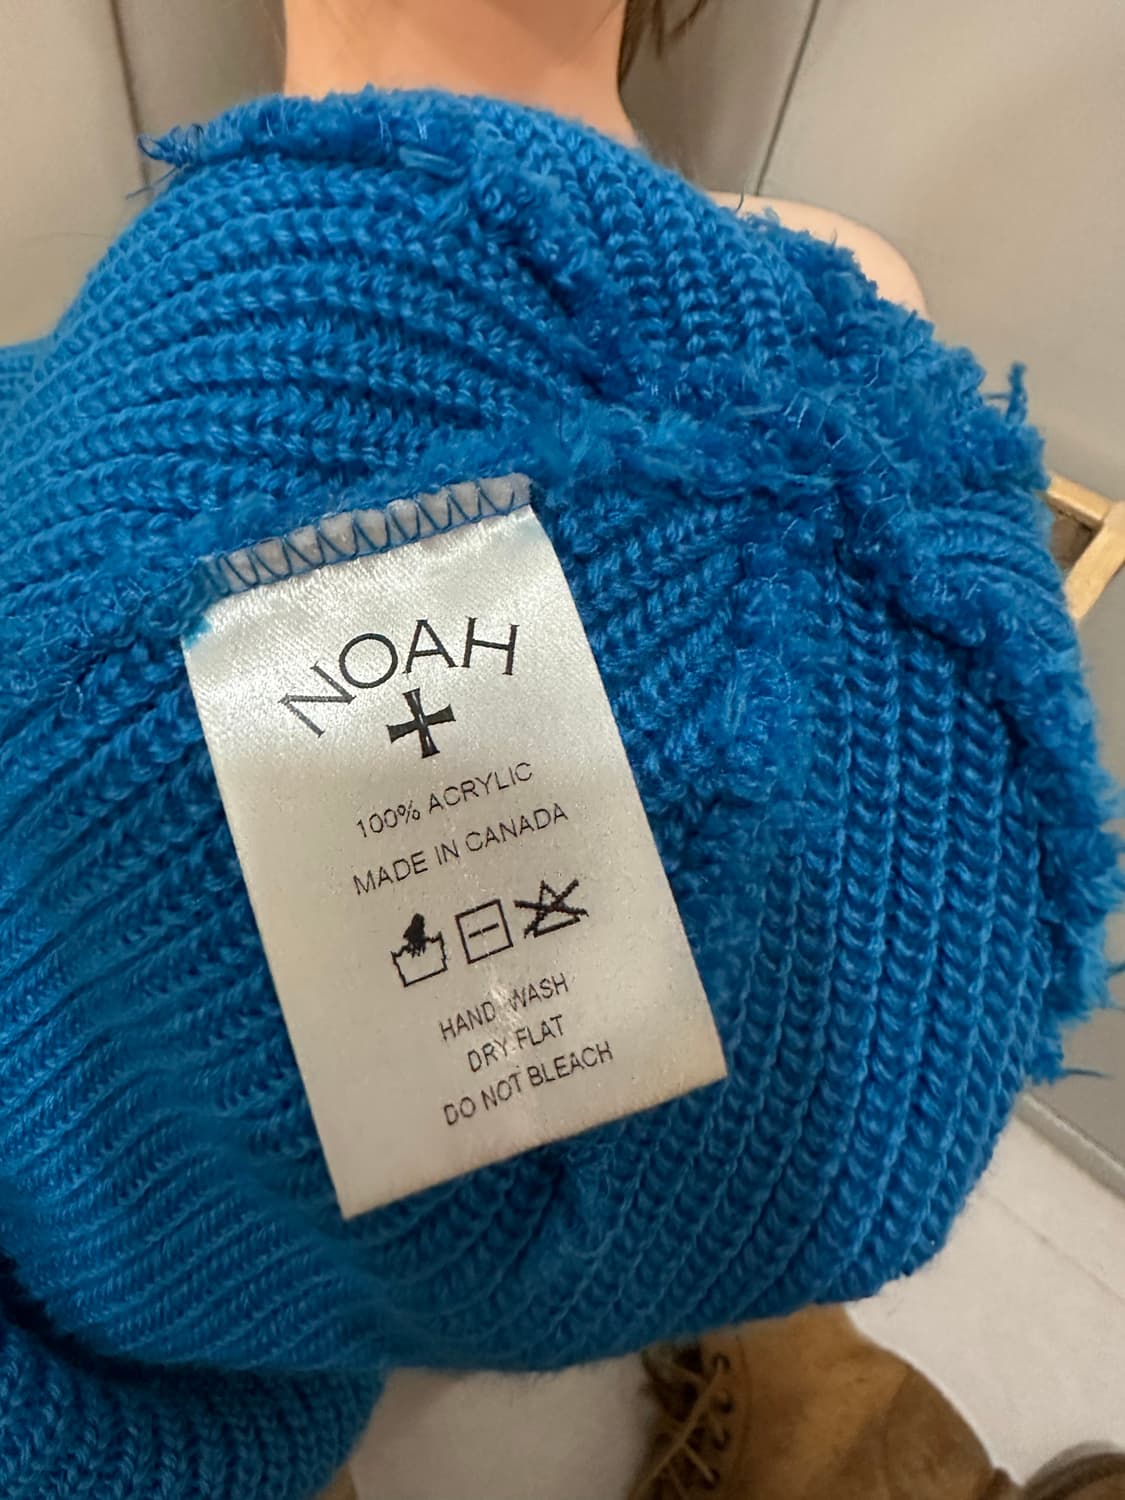 NOAH
100% ACRYLIC
MADE IN CANADA
HAND WASH
DRY FLAT
DO NOT BLEACH